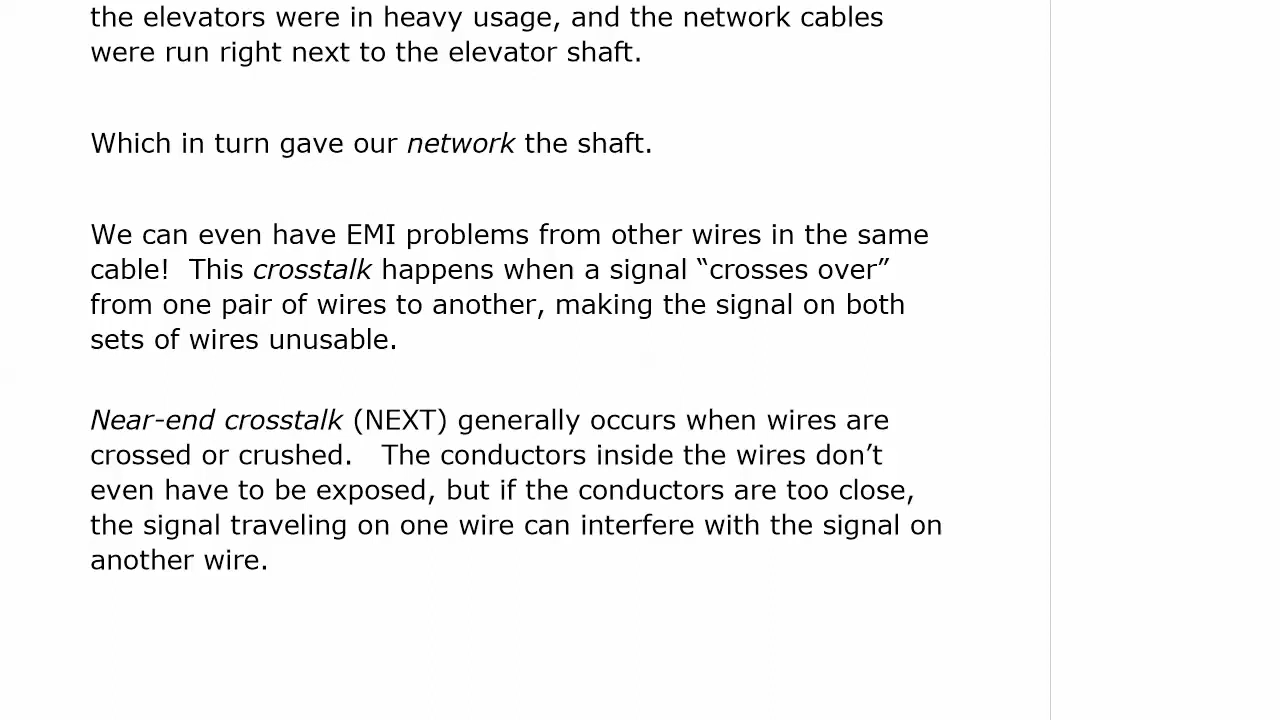 the elevators were in heavy usage, and the network cables
were run right next to the elevator shaft.
Which in turn gave our network the shaft.
We can even have EMI problems from other wires in the same
cable!  This crosstalk happens when a signal “crosses over”
from one pair of wires to another, making the signal on both
sets of wires unusable.
Near-end crosstalk (NEXT) generally occurs when wires are
crossed or crushed.   The conductors inside the wires don’t
even have to be exposed, but if the conductors are too close,
the signal traveling on one wire can interfere with the signal on
another wire.